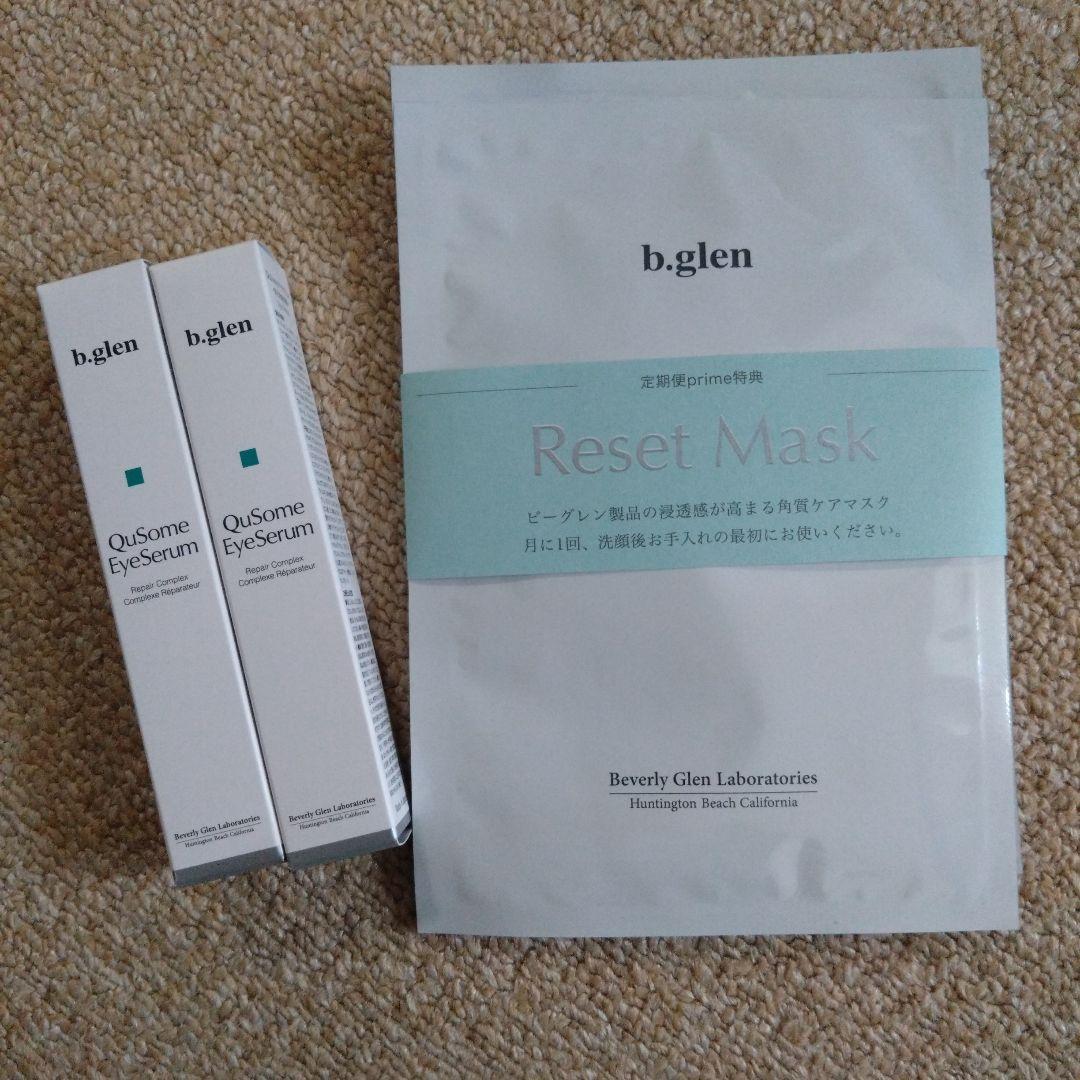 b.glen
QuSome
EyeSerum
Repair Complex
Complexe Réparateur
Beverly Glen Laboratories
Huntington Beach California
b.glen
QuSome
EyeSerum
Repair Complex
Complexe Réparateur
Beverly Glen Laboratories
Huntington Beach California
b.glen
定期便prime特典
Reset Mask
ビーグレン製品の浸透感が高まる角質ケアマスク
月に1回、洗顔後お手入れの最初にお使いください。
Beverly Glen Laboratories
Huntington Beach California